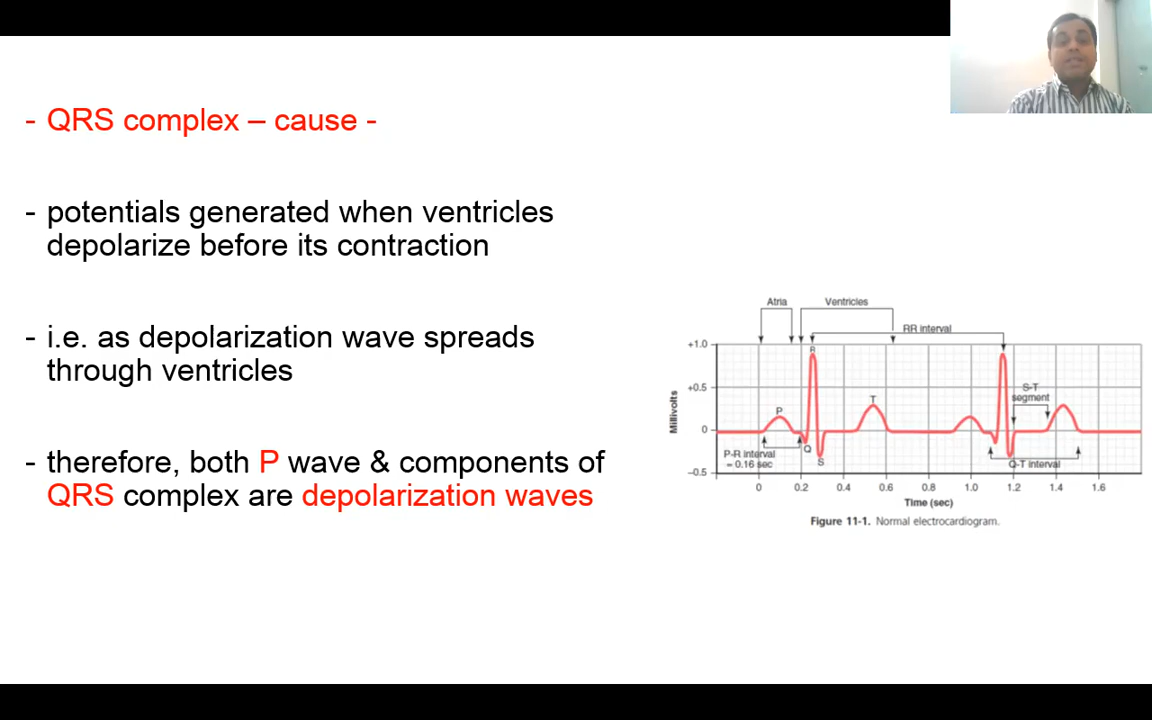 - QRS complex – cause -
- potentials generated when ventricles
depolarize before its contraction
- i.e. as depolarization wave spreads
through ventricles
- therefore, both P wave & components of
QRS complex are depolarization waves
Atria
Ventricles
RR interval
+1.0
+0.5
0
−0.5
Millivolts
R
P
T
Q
S
S-T
segment
P-R interval
= 0.16 sec
Q-T interval
0 0.2 0.4 0.6 0.8 1.0 1.2 1.4 1.6
Time (sec)
Figure 11-1. Normal electrocardiogram.